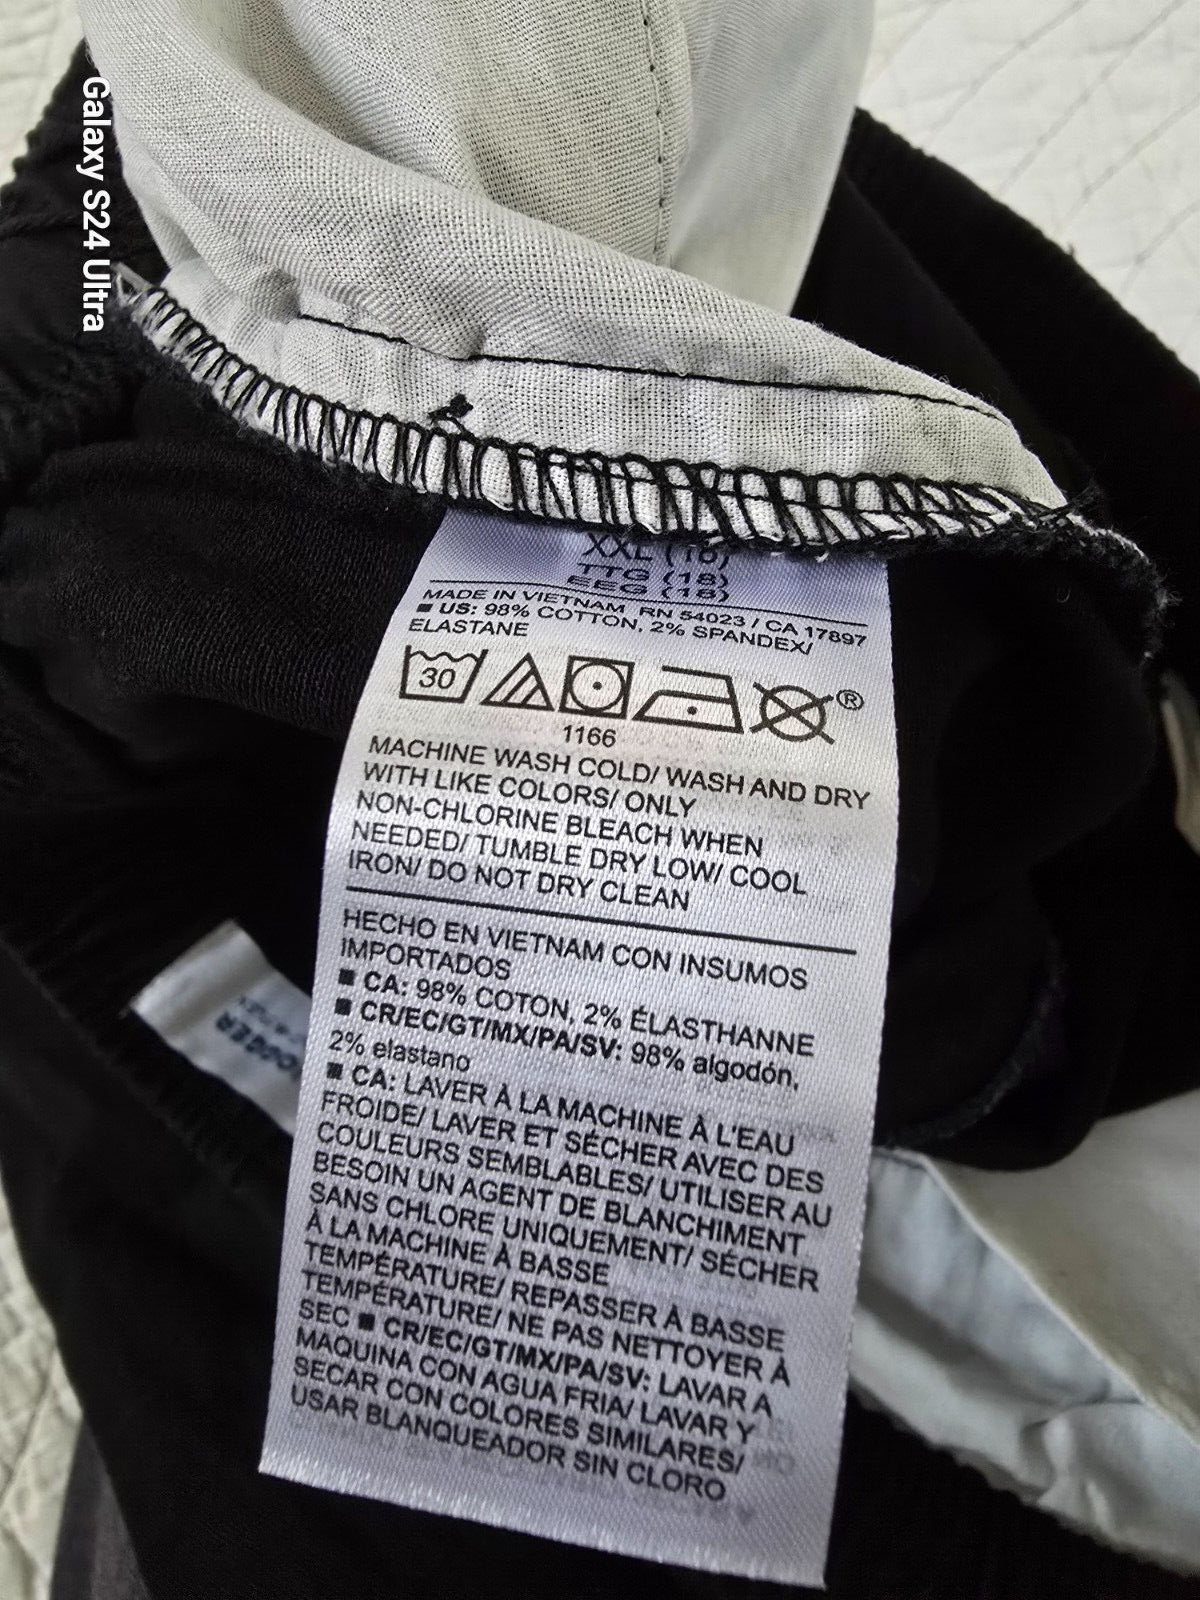 Galaxy S24 Ultra
XXL (18)
TTG (18)
EEG (18)
MADE IN VIETNAM RN 54023 / CA 17897
■ US: 98% COTTON, 2% SPANDEX/
ELASTANE
30
®
1166
MACHINE WASH COLD/ WASH AND DRY
WITH LIKE COLORS/ ONLY
NON-CHLORINE BLEACH WHEN
NEEDED/ TUMBLE DRY LOW/ COOL
IRON/ DO NOT DRY CLEAN
HECHO EN VIETNAM CON INSUMOS
IMPORTADOS
■ CA: 98% COTON, 2% ÉLASTHANNE
■ CR/EC/GT/MX/PA/SV: 98% algodón,
2% elastano
■ CA: LAVER À LA MACHINE À L'EAU
FROIDE/ LAVER ET SÉCHER AVEC DES
COULEURS SEMBLABLES/ UTILISER AU
BESOIN UN AGENT DE BLANCHIMENT
SANS CHLORE UNIQUEMENT/ SÉCHER
À LA MACHINE À BASSE
TEMPÉRATURE/ REPASSER À BASSE
TEMPÉRATURE/ NE PAS NETTOYER À
SEC ■ CR/EC/GT/MX/PA/SV: LAVAR A
MAQUINA CON AGUA FRIA/ LAVAR Y
SECAR CON COLORES SIMILARES/
USAR BLANQUEADOR SIN CLORO